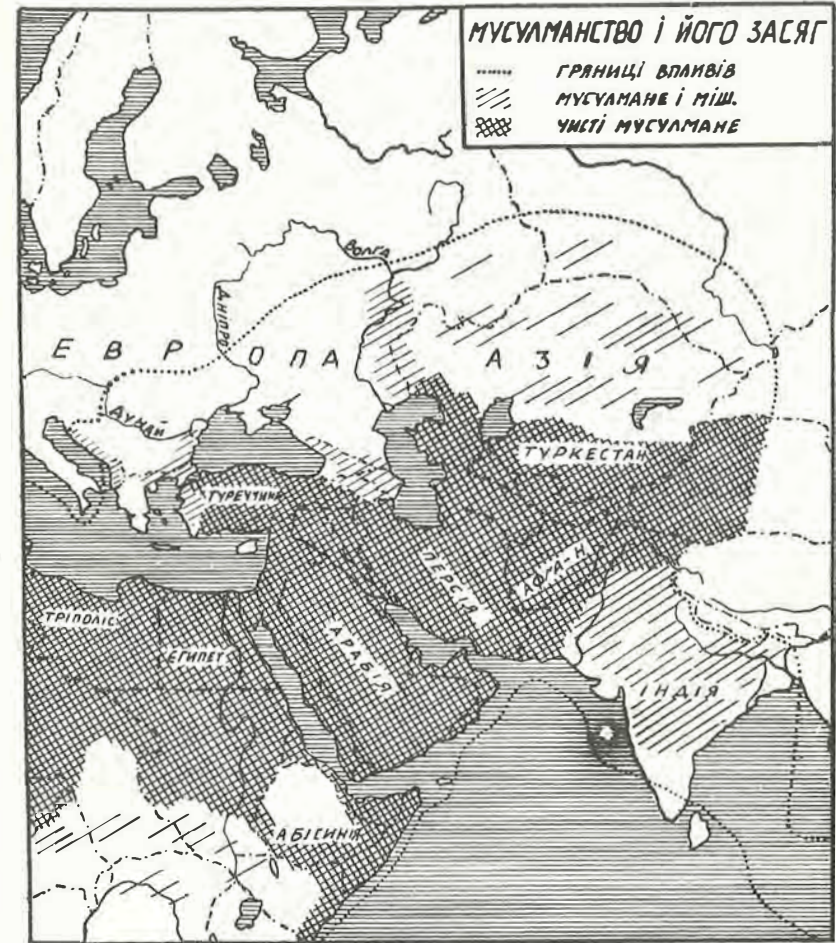 МУСУЛМАНСТВО І ЙОГО ЗАСЯГ
ГРЯНИЦІ ВПЛИВІВ
МУСУЛМАНЕ І МІШ.
ЧИСТІ МУСУЛМАНЕ
ВОЛГА
ДНІПРО
ЕВРОПА
АЗІЯ
ДУНАЙ
ТУРКЕСТАН
ТУРЕЧЧИНА
ПЕРСІЯ
АФГА-Н.
ТРІПОЛІС
ЕГИПЕТ
АРАБІЯ
ІНДІЯ
АБІСИНІЯ